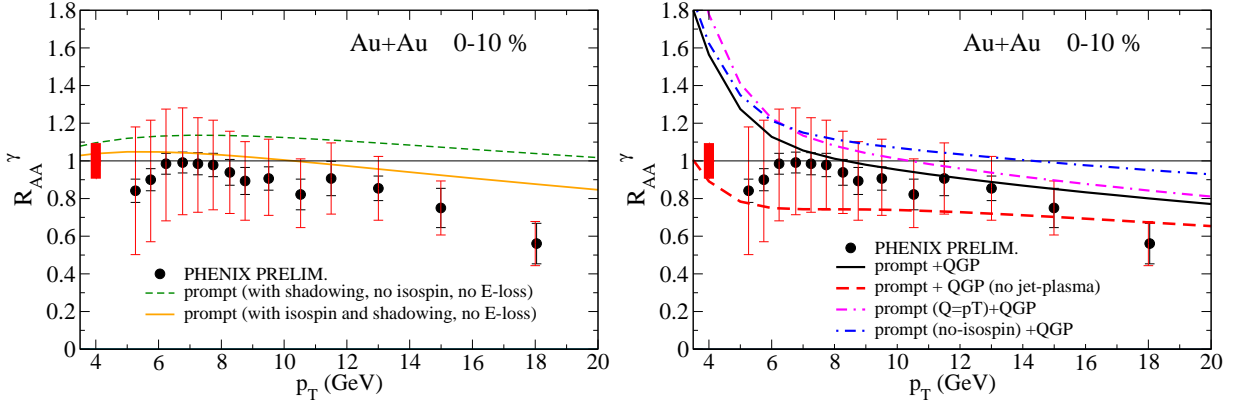 Au+Au 0-10 %
1.8
1.6
1.4
1.2
1
0.8
0.6
0.4
0.2
0
R_AA^γ
PHENIX PRELIM.
prompt (with shadowing, no isospin, no E-loss)
prompt (with isospin and shadowing, no E-loss)
4 6 8 10 12 14 16 18 20
p_T (GeV)
Au+Au 0-10 %
1.8
1.6
1.4
1.2
1
0.8
0.6
0.4
0.2
0
PHENIX PRELIM.
prompt +QGP
prompt + QGP (no jet-plasma)
prompt (Q=pT)+QGP
prompt (no-isospin) +QGP
4 6 8 10 12 14 16 18 20
p_T (GeV)